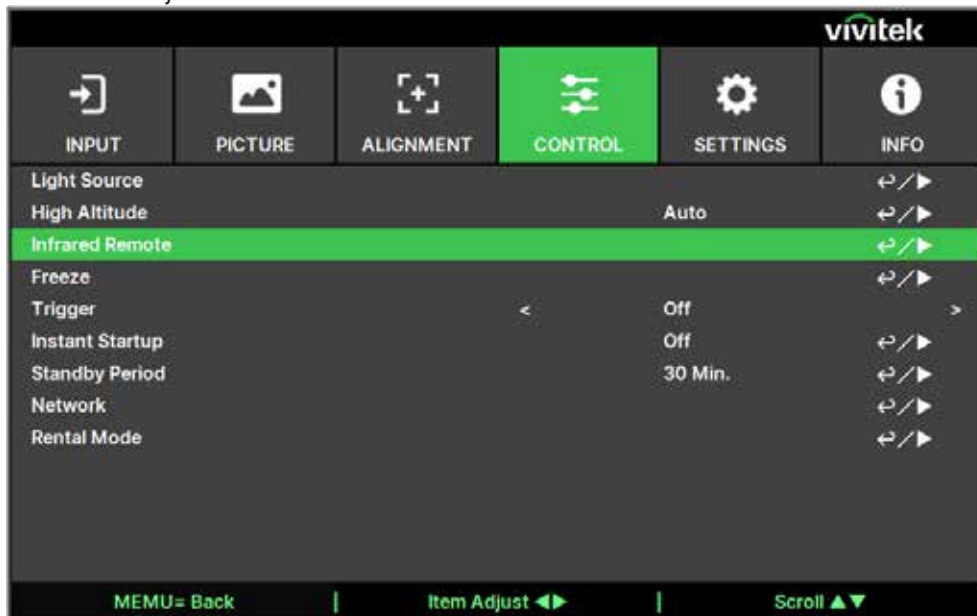 vivitek
INPUT PICTURE ALIGNMENT CONTROL SETTINGS INFO
Light Source ↩/▶
High Altitude Auto ↩/▶
Infrared Remote ↩/▶
Freeze ↩/▶
Trigger < Off >
Instant Startup Off ↩/▶
Standby Period 30 Min. ↩/▶
Network ↩/▶
Rental Mode ↩/▶
MEMU= Back | Item Adjust ◀▶ | Scroll ▲▼